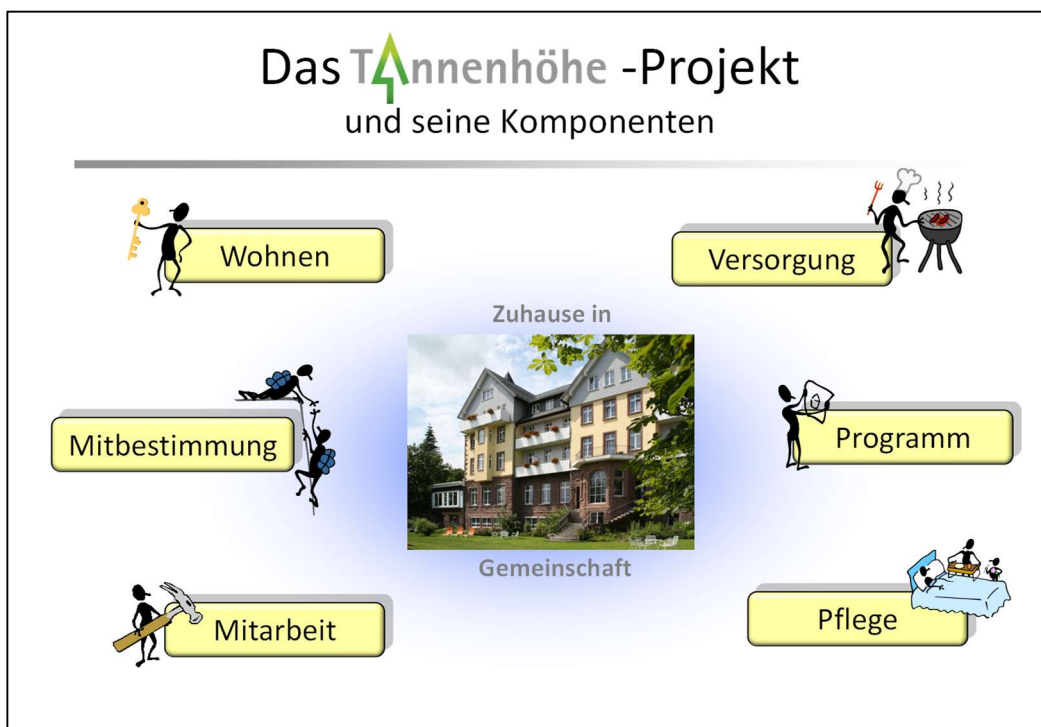 Das Tannenhöhe -Projekt
und seine Komponenten
Wohnen
Versorgung
Zuhause in
Mitbestimmung
Programm
Gemeinschaft
Mitarbeit
Pflege